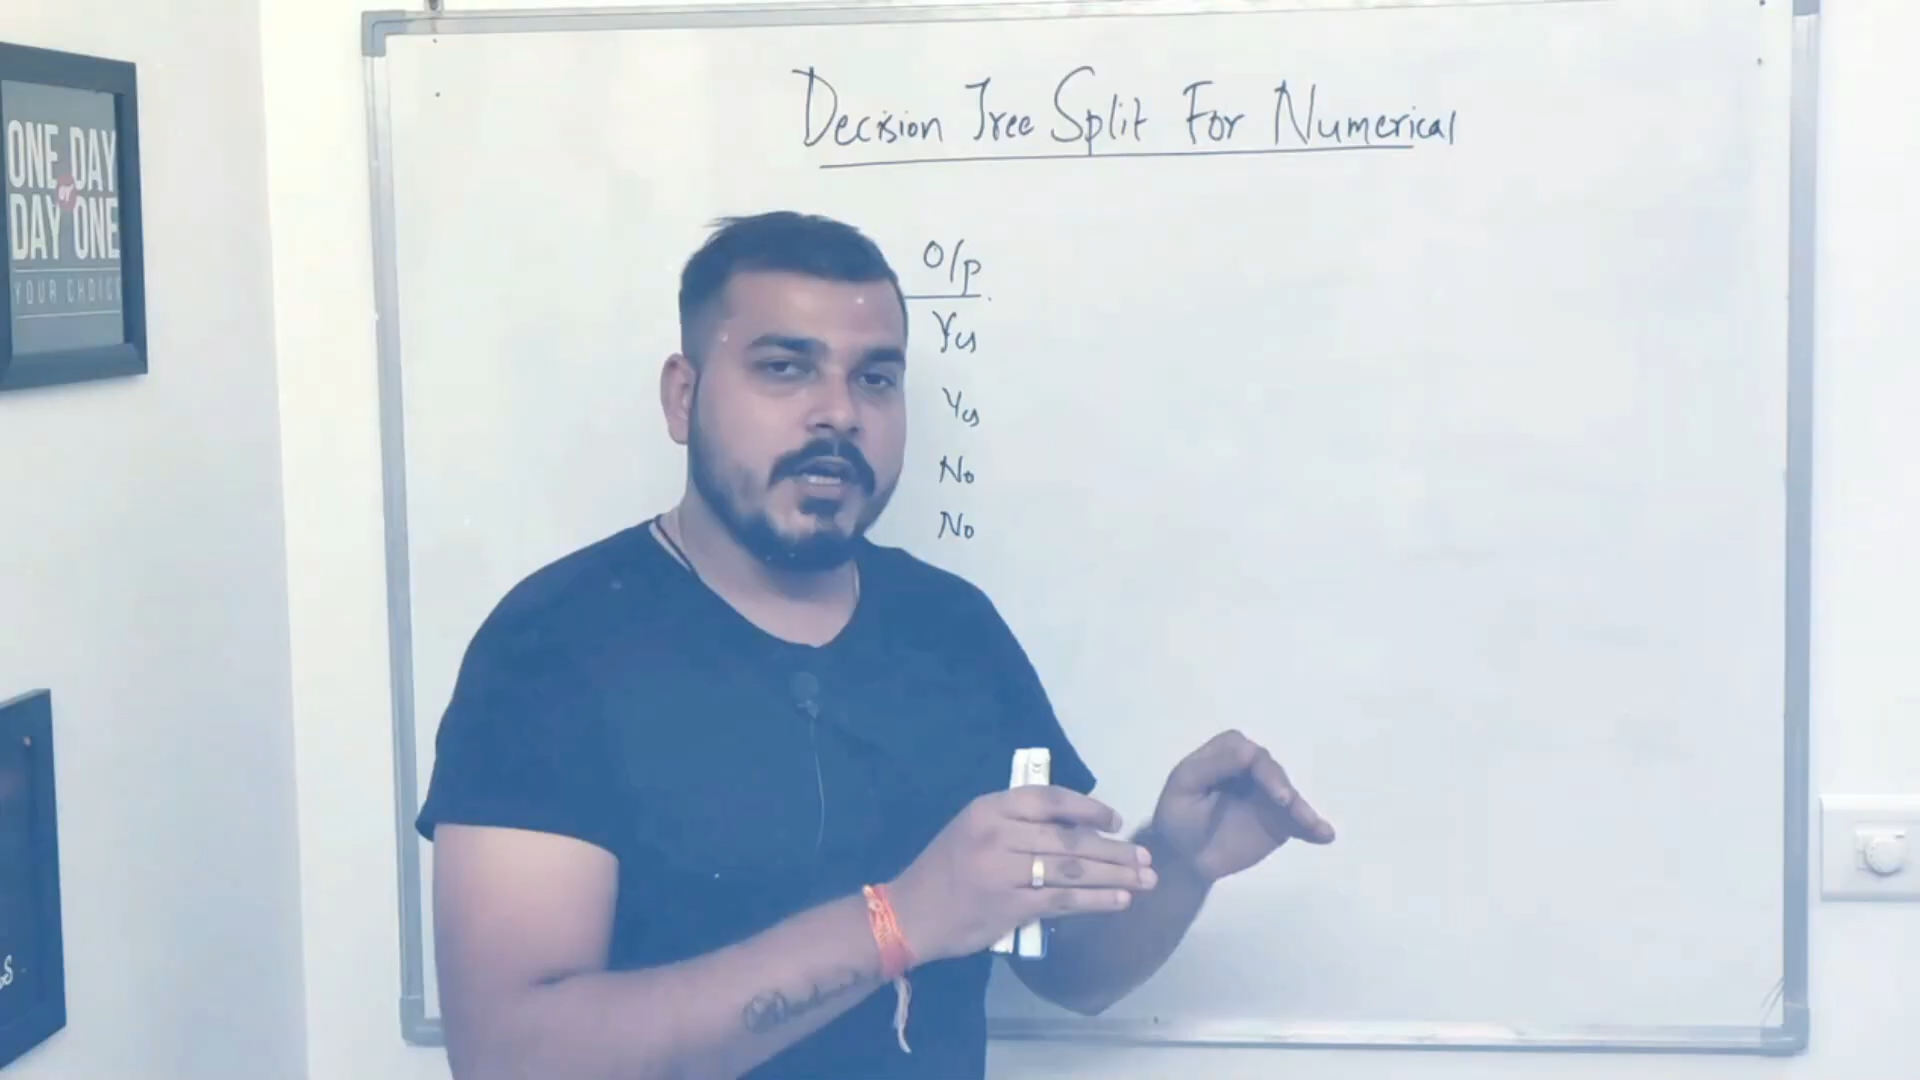 Decision Tree Split For Numerical
O/p
Yes
Yes
No
No
ONE DAY
or
DAY ONE
YOUR CHOICE